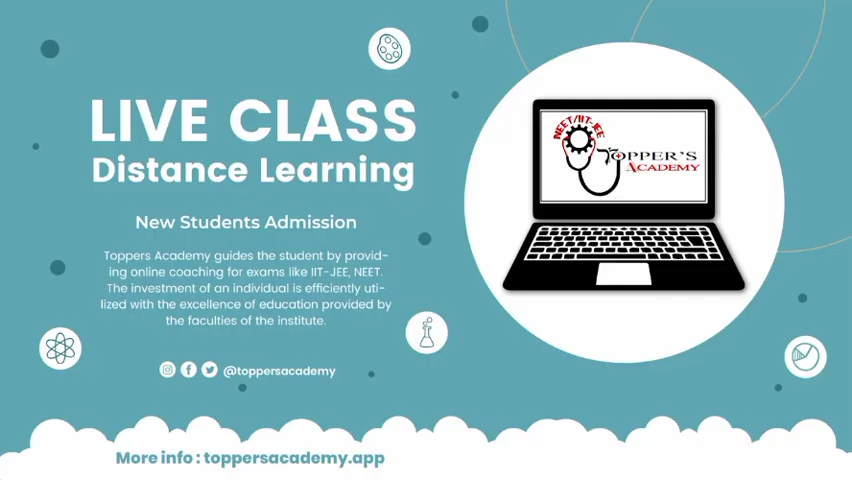 LIVE CLASS
Distance Learning
New Students Admission
Toppers Academy guides the student by provid-
ing online coaching for exams like IIT-JEE, NEET.
The investment of an individual is efficiently uti-
lized with the excellence of education provided by
the faculties of the institute.
@toppersacademy
More info : toppersacademy.app
NEET/IIT-JEE
TOPPER'S
ACADEMY